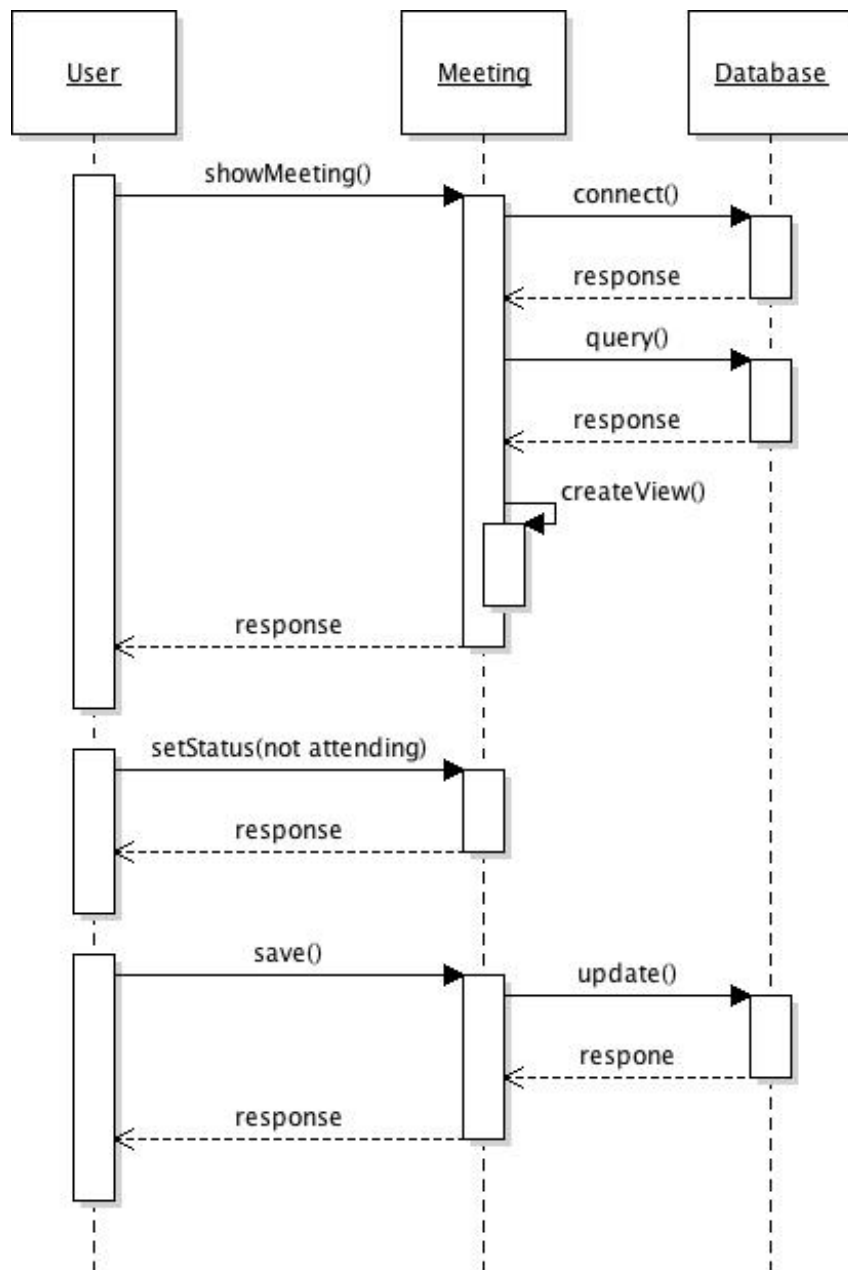 User
Meeting
Database
showMeeting()
connect()
response
query()
response
createView()
response
setStatus(not attending)
response
save()
update()
respone
response